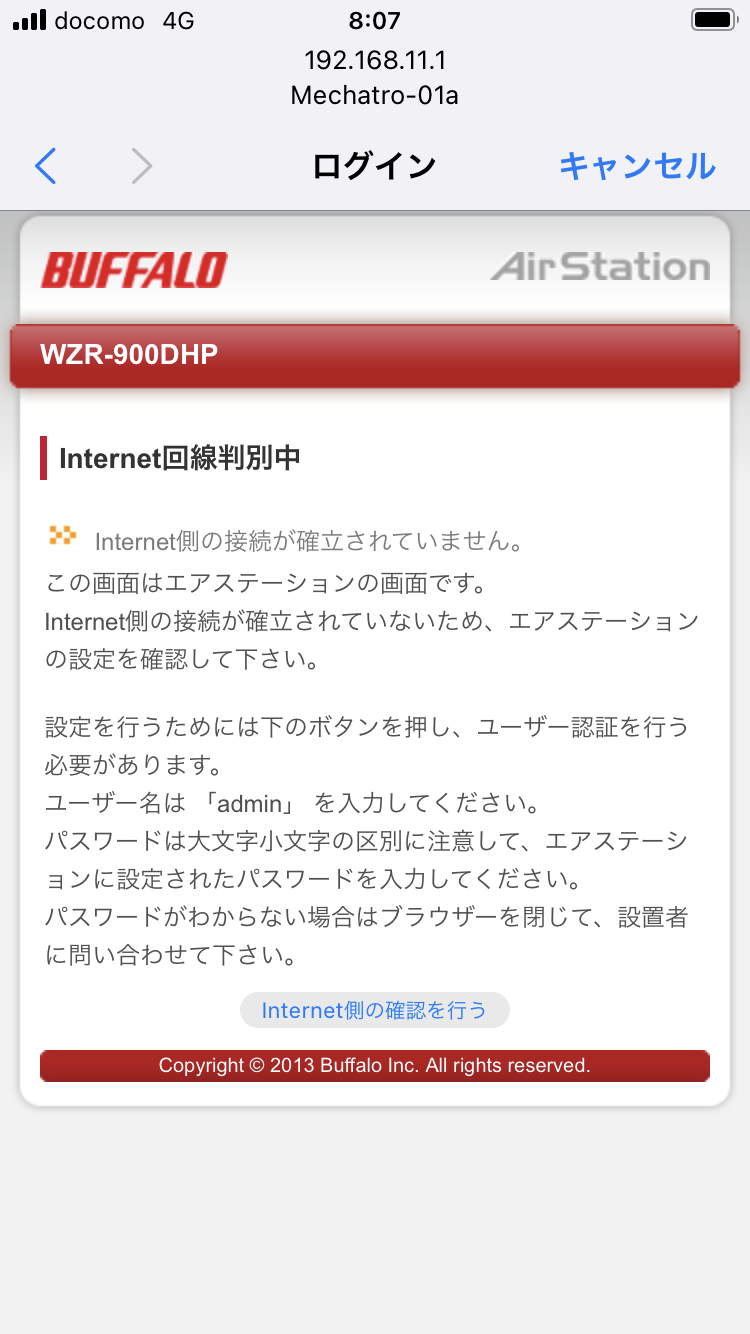 docomo 4G 8:07
192.168.11.1
Mechatro-01a
ログイン キャンセル
BUFFALO AirStation
WZR-900DHP
Internet回線判別中
Internet側の接続が確立されていません。
この画面はエアステーションの画面です。
Internet側の接続が確立されていないため、エアステーション
の設定を確認して下さい。
設定を行うためには下のボタンを押し、ユーザー認証を行う
必要があります。
ユーザー名は 「admin」 を入力してください。
パスワードは大文字小文字の区別に注意して、エアステーシ
ョンに設定されたパスワードを入力してください。
パスワードがわからない場合はブラウザーを閉じて、設置者
に問い合わせて下さい。
Internet側の確認を行う
Copyright © 2013 Buffalo Inc. All rights reserved.